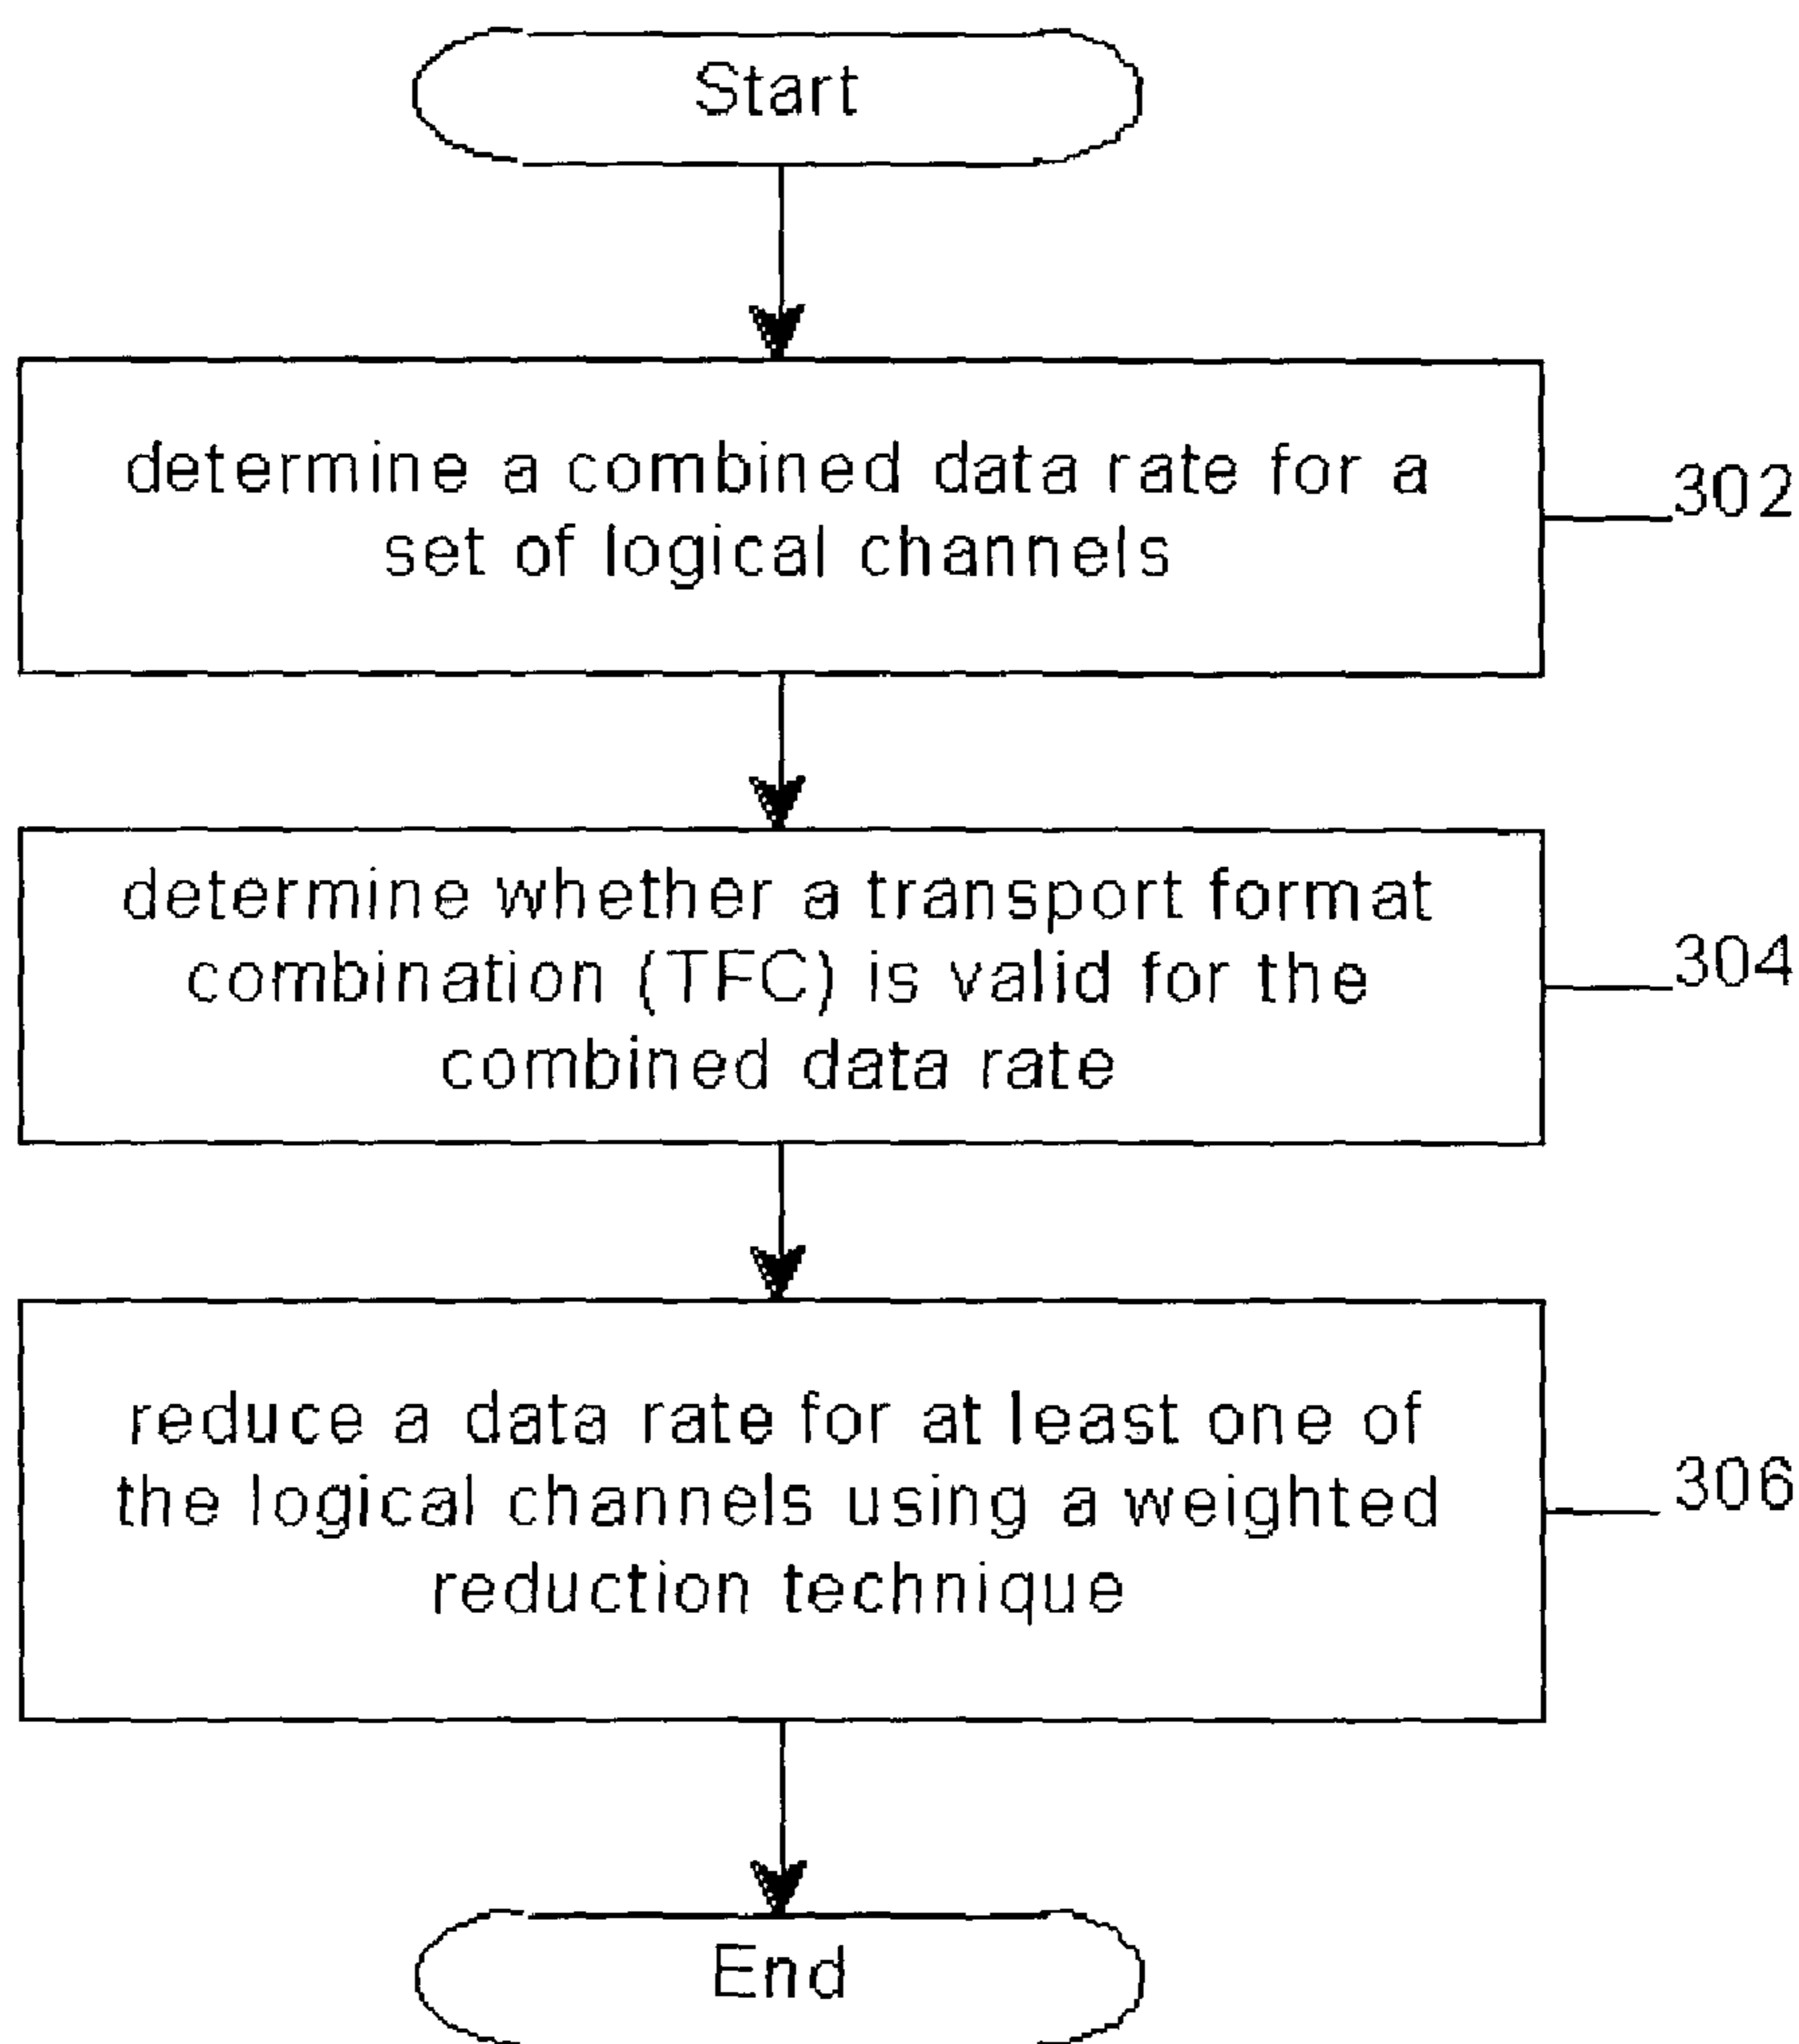 Start
determine a combined data rate for a
set of logical channels
302
determine whether a transport format
combination (TFC) is valid for the
combined data rate
304
reduce a data rate for at least one of
the logical channels using a weighted
reduction technique
306
End